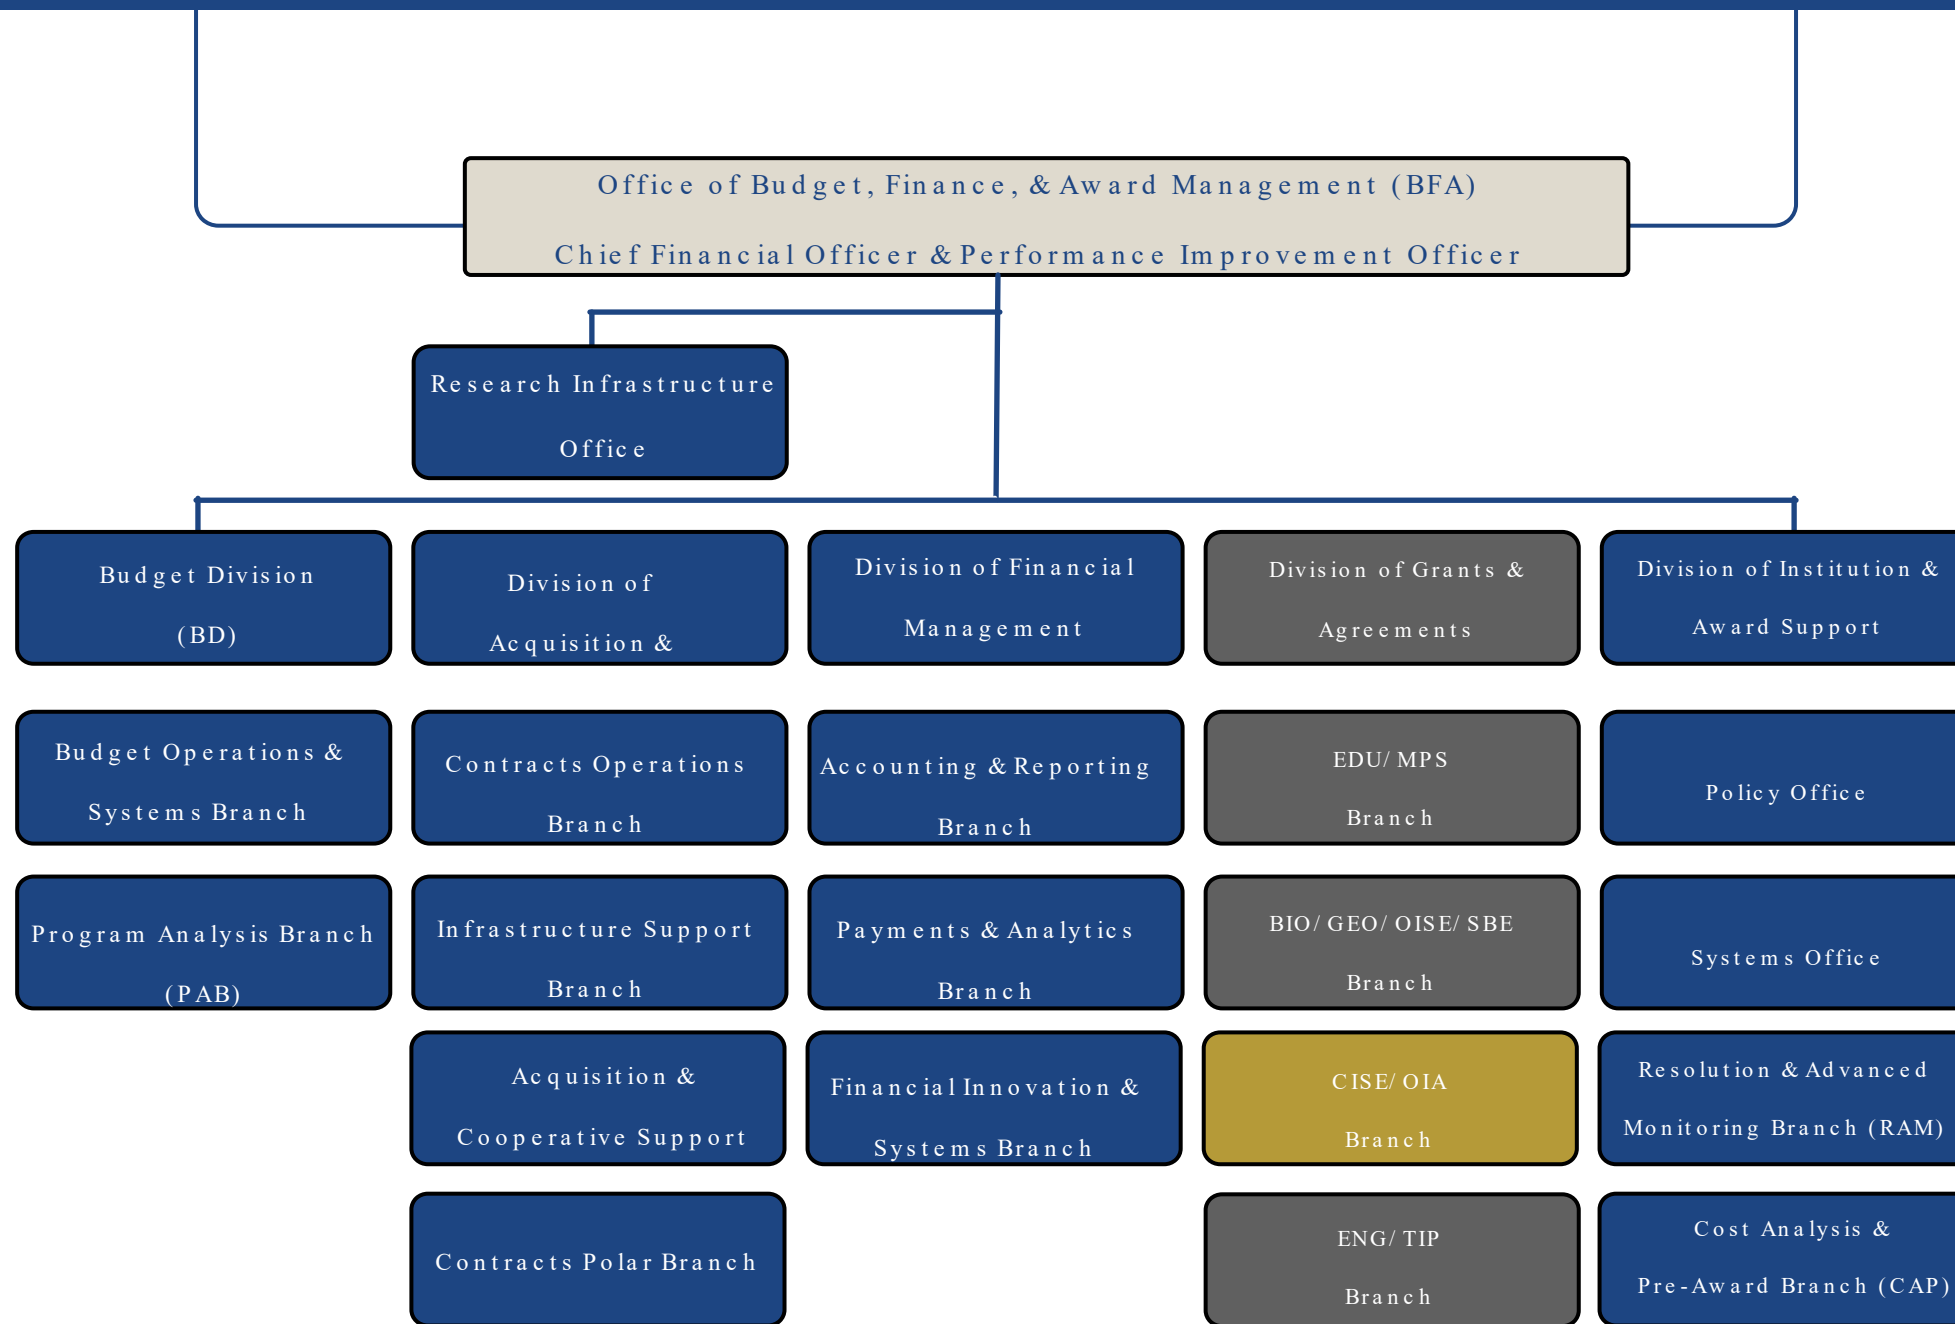 Office of Budget, Finance, & Award Management (BFA)
Chief Financial Officer & Performance Improvement Officer
Research Infrastructure
Office
Budget Division
(BD)
Division of
Acquisition &
Division of Financial
Management
Division of Grants &
Agreements
Division of Institution &
Award Support
Budget Operations &
Systems Branch
Contracts Operations
Branch
Accounting & Reporting
Branch
EDU/ MPS
Branch
Policy Office
Program Analysis Branch
(PAB)
Infrastructure Support
Branch
Payments & Analytics
Branch
BIO/ GEO/ OISE/ SBE
Branch
Systems Office
Acquisition &
Cooperative Support
Financial Innovation &
Systems Branch
CISE/ OIA
Branch
Resolution & Advanced
Monitoring Branch (RAM)
Contracts Polar Branch
ENG/ TIP
Branch
Cost Analysis &
Pre-Award Branch (CAP)